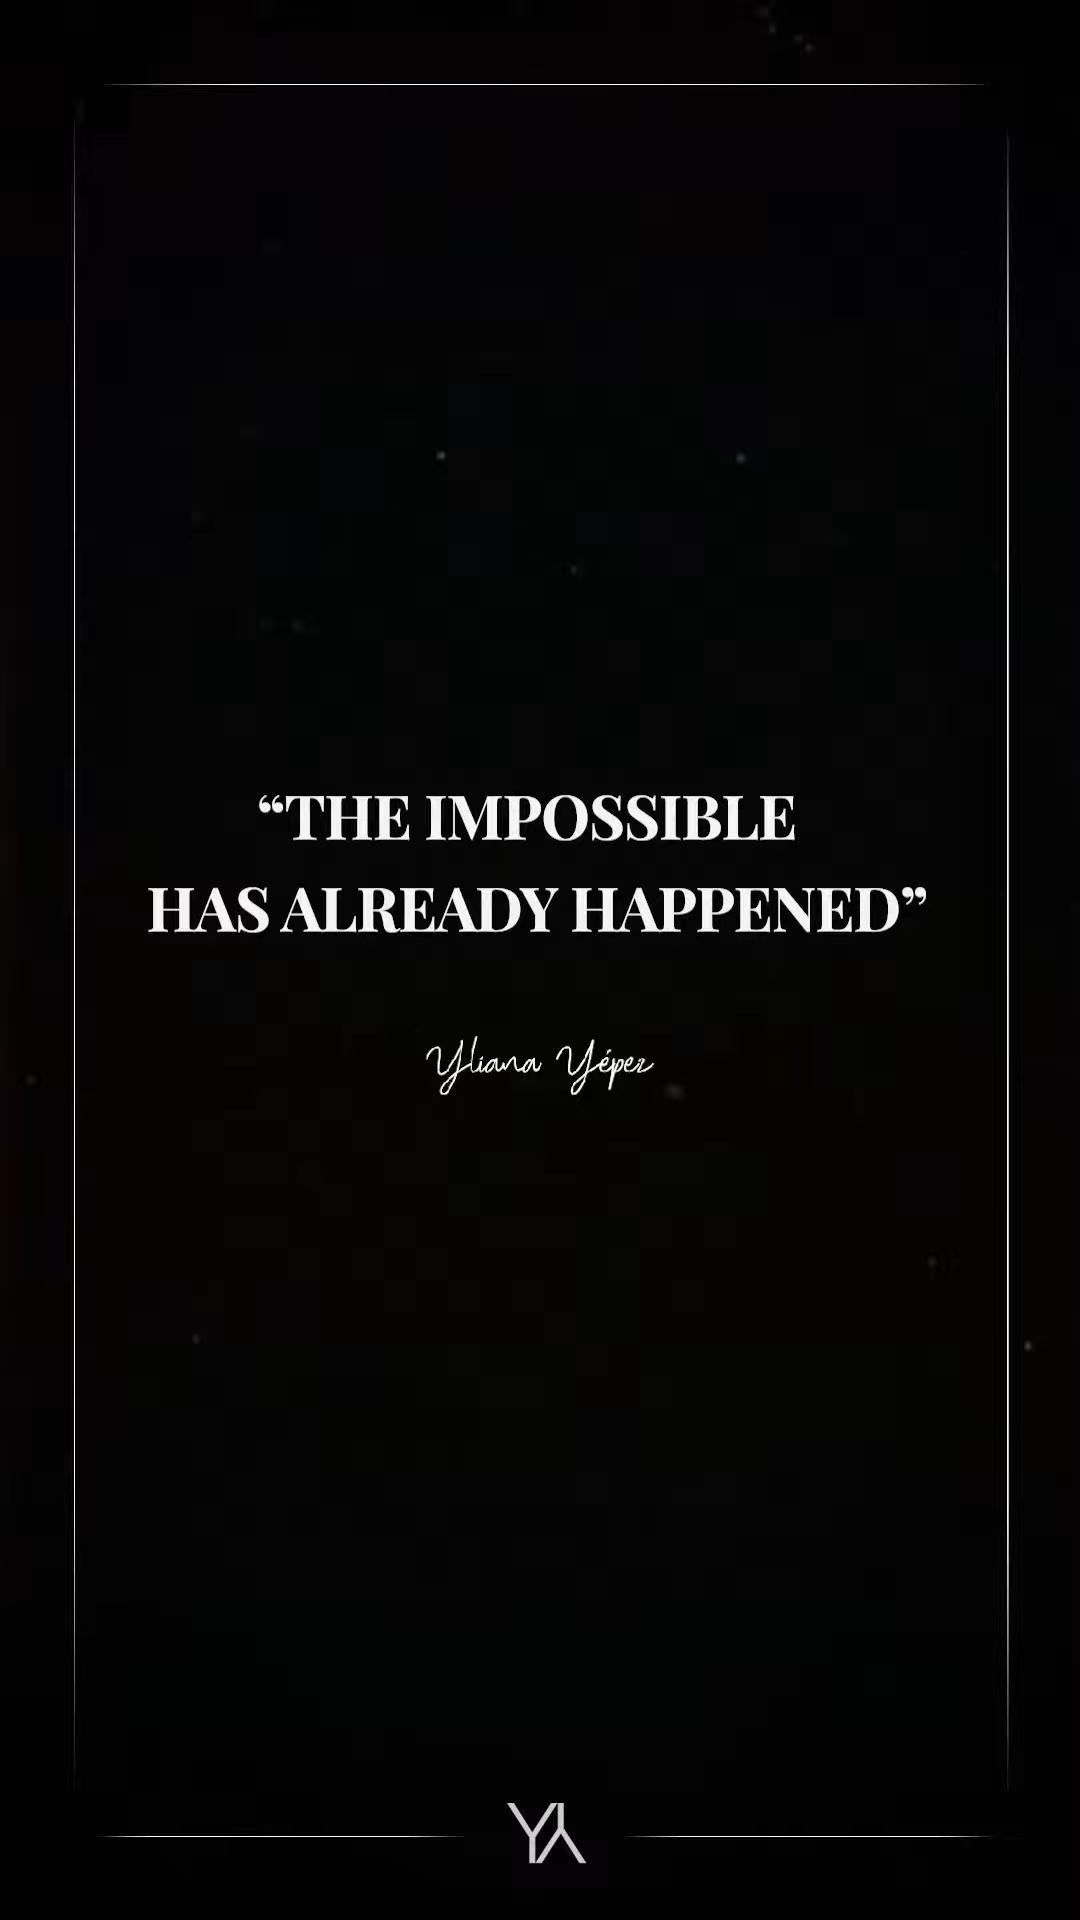 “THE IMPOSSIBLE
HAS ALREADY HAPPENED”
Yliana Yépez
YY